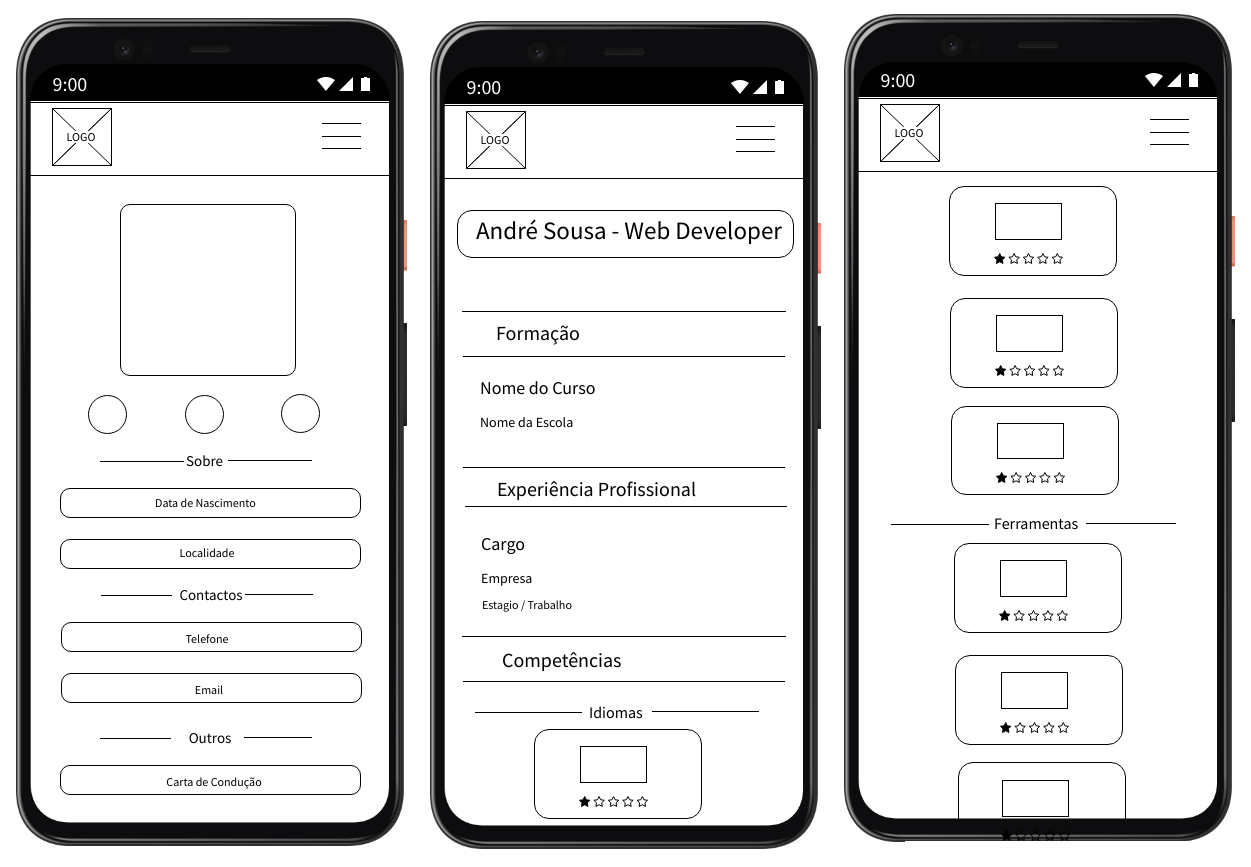 9:00
LOGO
Sobre
Data de Nascimento
Localidade
Contactos
Telefone
Email
Outros
Carta de Condução
9:00
LOGO
André Sousa - Web Developer
Formação
Nome do Curso
Nome da Escola
Experiência Profissional
Cargo
Empresa
Estagio / Trabalho
Competências
Idiomas
9:00
LOGO
Ferramentas